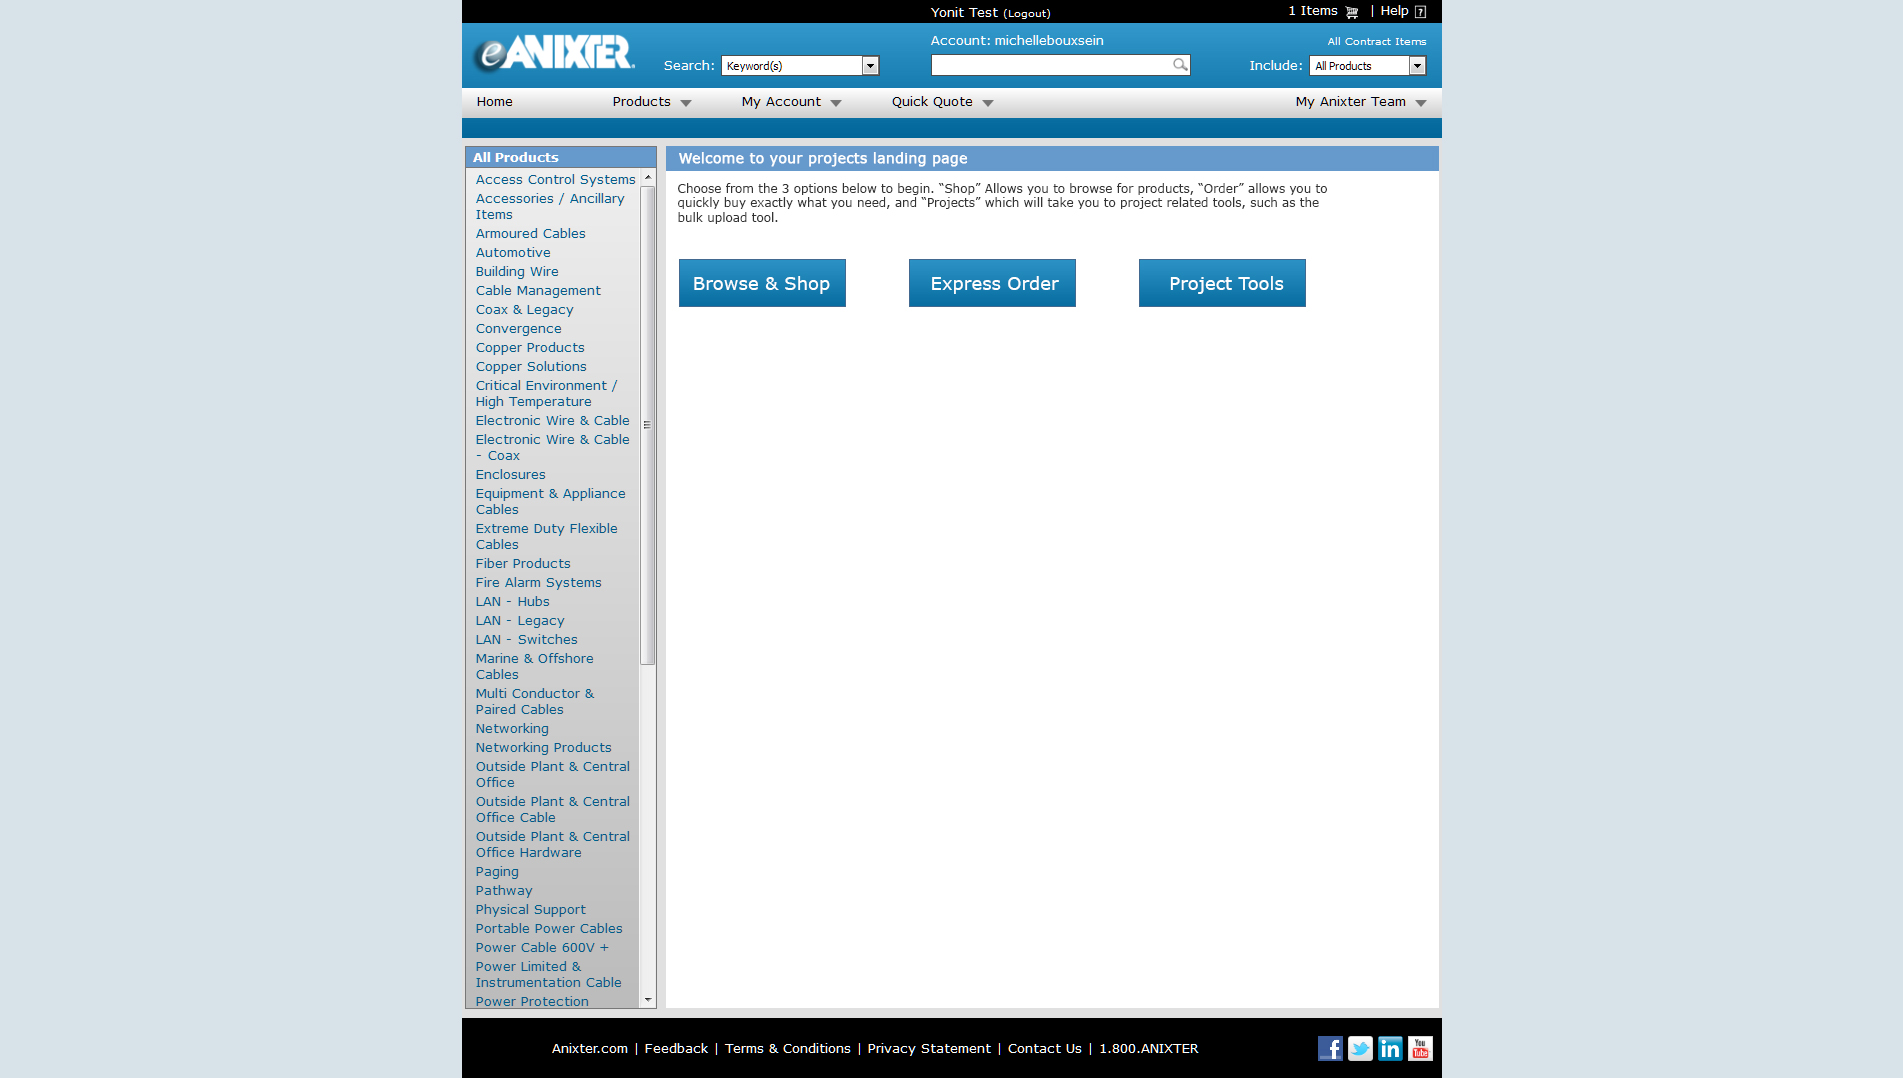 Yonit Test (Logout)
1 Items | Help ?
eANIXTER.
Account: michellebouxsein
All Contract Items
Search: Keyword(s)
Include: All Products
Home Products My Account Quick Quote My Anixter Team
All Products
Access Control Systems
Accessories / Ancillary
Items
Armoured Cables
Automotive
Building Wire
Cable Management
Coax & Legacy
Convergence
Copper Products
Copper Solutions
Critical Environment /
High Temperature
Electronic Wire & Cable
Electronic Wire & Cable
- Coax
Enclosures
Equipment & Appliance
Cables
Extreme Duty Flexible
Cables
Fiber Products
Fire Alarm Systems
LAN - Hubs
LAN - Legacy
LAN - Switches
Marine & Offshore
Cables
Multi Conductor &
Paired Cables
Networking
Networking Products
Outside Plant & Central
Office
Outside Plant & Central
Office Cable
Outside Plant & Central
Office Hardware
Paging
Pathway
Physical Support
Portable Power Cables
Power Cable 600V +
Power Limited &
Instrumentation Cable
Power Protection
Welcome to your projects landing page
Choose from the 3 options below to begin. “Shop” Allows you to browse for products, “Order” allows you to
quickly buy exactly what you need, and “Projects” which will take you to project related tools, such as the
bulk upload tool.
Browse & Shop
Express Order
Project Tools
Anixter.com | Feedback | Terms & Conditions | Privacy Statement | Contact Us | 1.800.ANIXTER
f
in
You
Tube